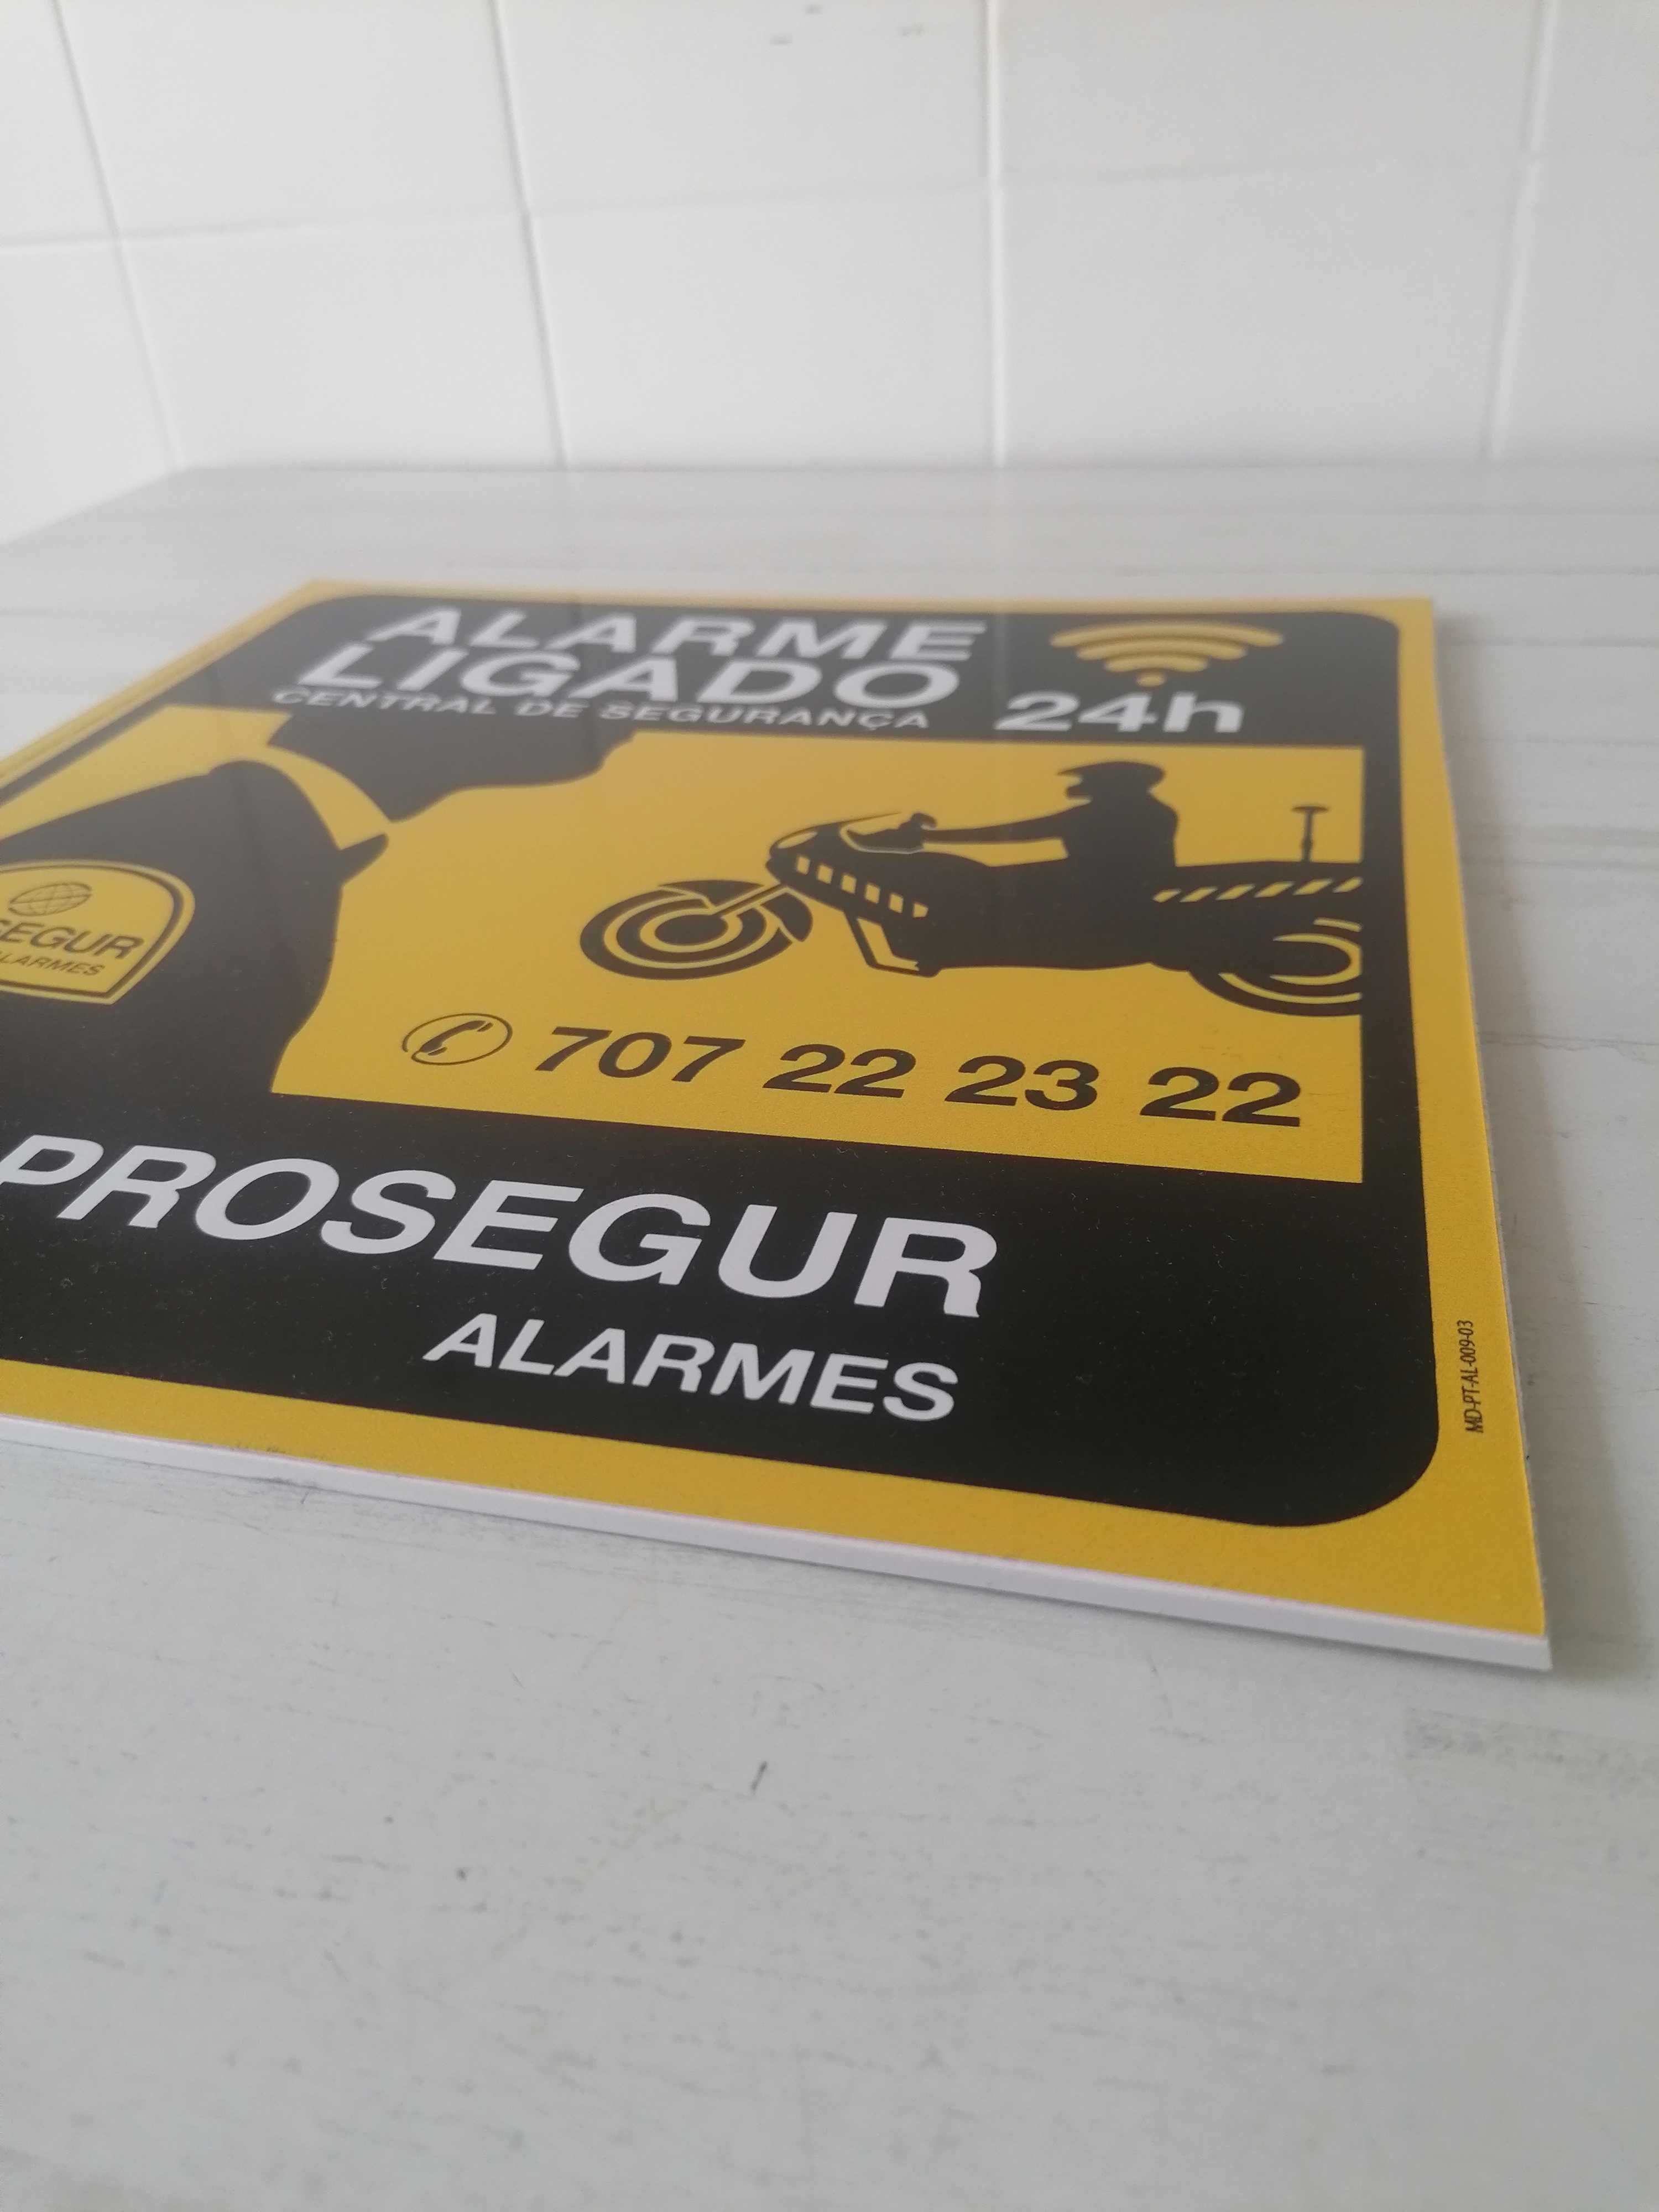 ALARME
LIGADO
CENTRAL DE SEGURANÇA 24h
SEGUR
ALARMES
707 22 23 22
PROSEGUR
ALARMES
MD-PT-AL-009-03